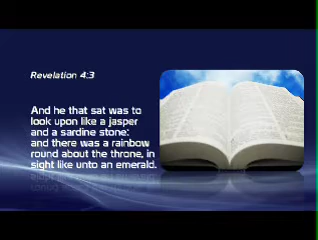 Revelation 4:3
And he that sat was to
look upon like a jasper
and a sardine stone:
and there was a rainbow
round about the throne, in
sight like unto an emerald.